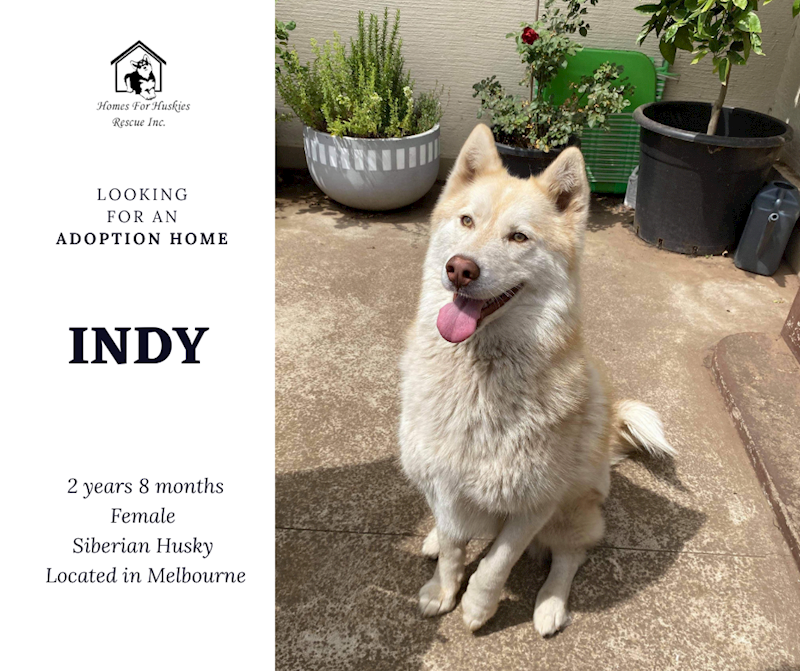 Homes For Huskies
Rescue Inc.
LOOKING
FOR AN
ADOPTION HOME
INDY
2 years 8 months
Female
Siberian Husky
Located in Melbourne